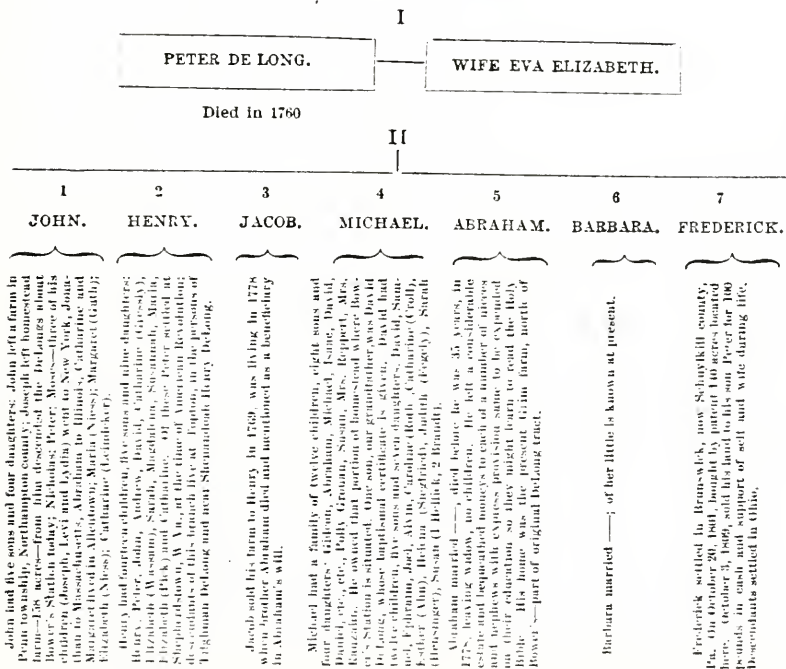 I
PETER DE LONG.
WIFE EVA ELIZABETH.
Died in 1760
II
1
2
3
4
5
6
7
JOHN.
HENRY.
JACOB.
MICHAEL.
ABRAHAM.
BARBARA.
FREDERICK.
John had five sons and four daughters: John left a farm in
Penn township, Northampton county; Joseph left homestead
farm—158 acres—from him descended the DeLongs about
Bower's Station today; Nicholas; Peter; Moses—three of his
children (Joseph, Levi and Lydia) went to New York, Jona-
than to Massachusetts, Abraham to Illinois, Catharine and
Margaret lived in Allentown; Maria (Niess); Margaret (Guth);
Elizabeth (Niess); Catharine (Leindeker).
Henry had fourteen children, five sons and nine daughters:
Henry, Peter, John, Andrew, David, Catharine
Elizabeth (Wassum), Sarah, Magdalena, Susannah, Maria,
Elizabeth and Catharine. Of these Peter settled at
Shepherdstown, W. Va., at the time of American Revolution;
descendants of this branch live at Topton, in the persons of
Tilghman DeLong and near Shenandoah Henry DeLong.
Jacob sold his farm to Henry in 1769, was living in 1778
when brother Abraham died and mentioned as a beneficiary
in Abraham's will.
Michael had a family of twelve children, eight sons and
four daughters: Gideon, Abraham, Michael, Isaac, David,
Daniel, etc., etc., Polly Grotzan, Susan, Mrs. Reppert, Mrs.
He owned that portion of homestead where Bow-
er's Station is situated. One son, our grandfather, was David
DeLong, whose baptismal certificate is given. David had
twelve children, five sons and seven daughters, David, Sam-
uel, Ephraim, Joel, Alvin, Caroline (Roth), Catharine (Croll),
Esther (Ahn), Hetriea (Siegfried), Judith (Fegely), Sarah
Susan (1 Helfrick, 2 Brandt).
Abraham married ——, died before he was 35 years, in
1778, leaving widow, no children. He left a considerable
estate and bequeathed moneys to each of a number of nieces
and nephews with express provision same to be expended
on their education so they might learn to read the Holy
Bible. His home was the present Grim farm, north of
Bower's—part of original DeLong tract.
Barbara married ——; of her little is known at present.
Frederick settled in Brunswick, now Schuylkill county,
Pa. On October 20, 1801, bought by patent 140 acres located
here. October 3, 1809, sold his land to his son Peter for 100
pounds in cash and support of self and wife during life.
Descendants settled in Ohio.